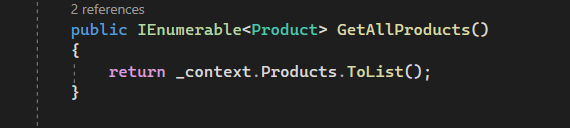 2 references
public IEnumerable<Product> GetAllProducts()
{
return _context.Products.ToList();
}